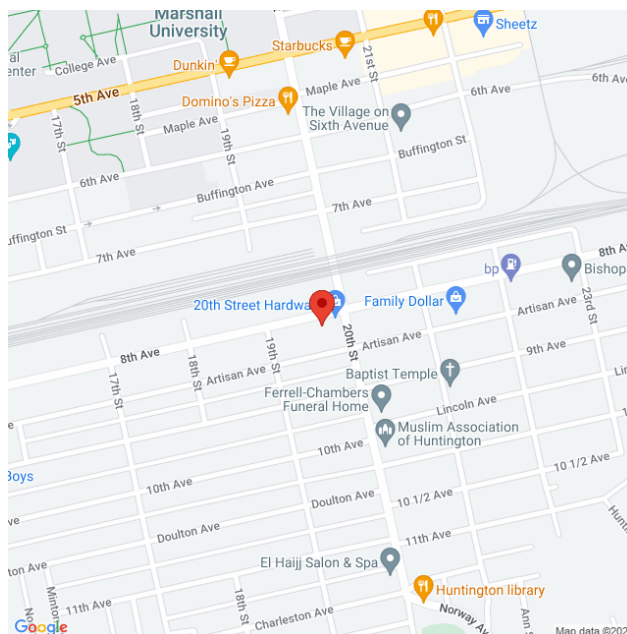 Marshall
University
Sheetz
Starbucks
21st St
College Ave
Dunkin'
5th Ave
Maple Ave
6th Ave
Domino's Pizza
18th St
17th St
The Village on
Sixth Avenue
Maple Ave
19th St
Buffington St
6th Ave
Buffington Ave
7th Ave
7th Ave
8th Ave
bp
Bishop
20th Street Hardwa
Family Dollar
23rd St
Artisan Ave
20th St
8th Ave
19th St
Artisan Ave
9th Ave
18th St
17th St
Artisan Ave
Baptist Temple
Ferrell-Chambers
Funeral Home
Lincoln Ave
Muslim Association
of Huntington
10th Ave
Boys
10 1/2 Ave
10th Ave
Doulton Ave
10 1/2 Ave
Doulton Ave
11th Ave
El Haijj Salon & Spa
Huntington library
18th St
11th Ave
Charleston Ave
Norway Av
Ann S
Google
Map data ©202